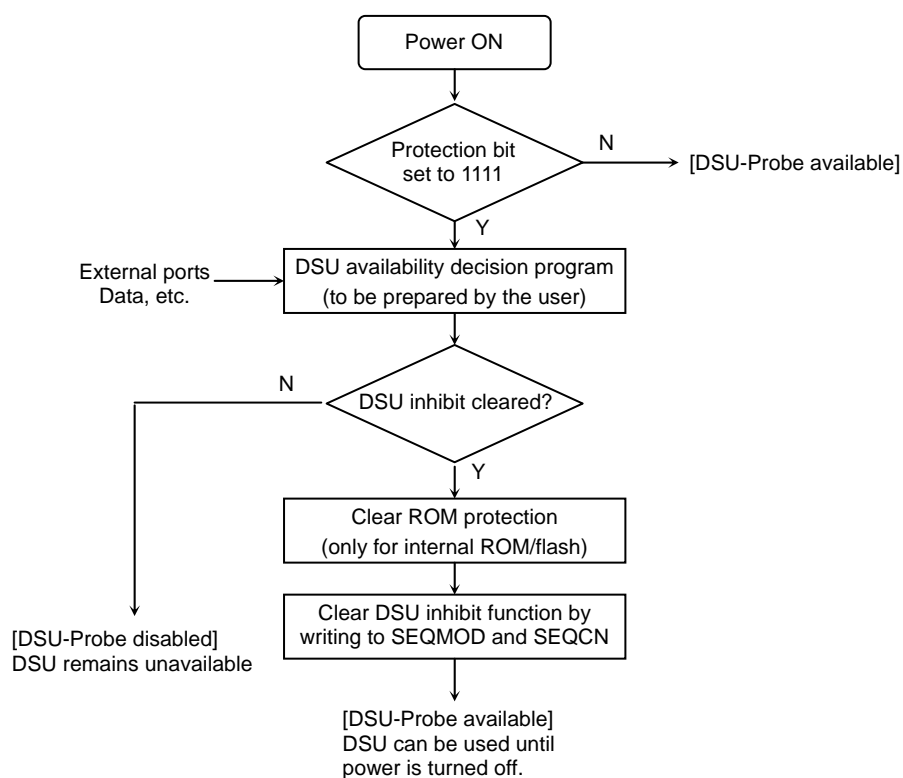 Power ON
Protection bit
set to 1111
N
[DSU-Probe available]
Y
External ports
Data, etc.
DSU availability decision program
(to be prepared by the user)
N
DSU inhibit cleared?
Y
Clear ROM protection
(only for internal ROM/flash)
Clear DSU inhibit function by
writing to SEQMOD and SEQCN
[DSU-Probe disabled]
DSU remains unavailable
[DSU-Probe available]
DSU can be used until
power is turned off.